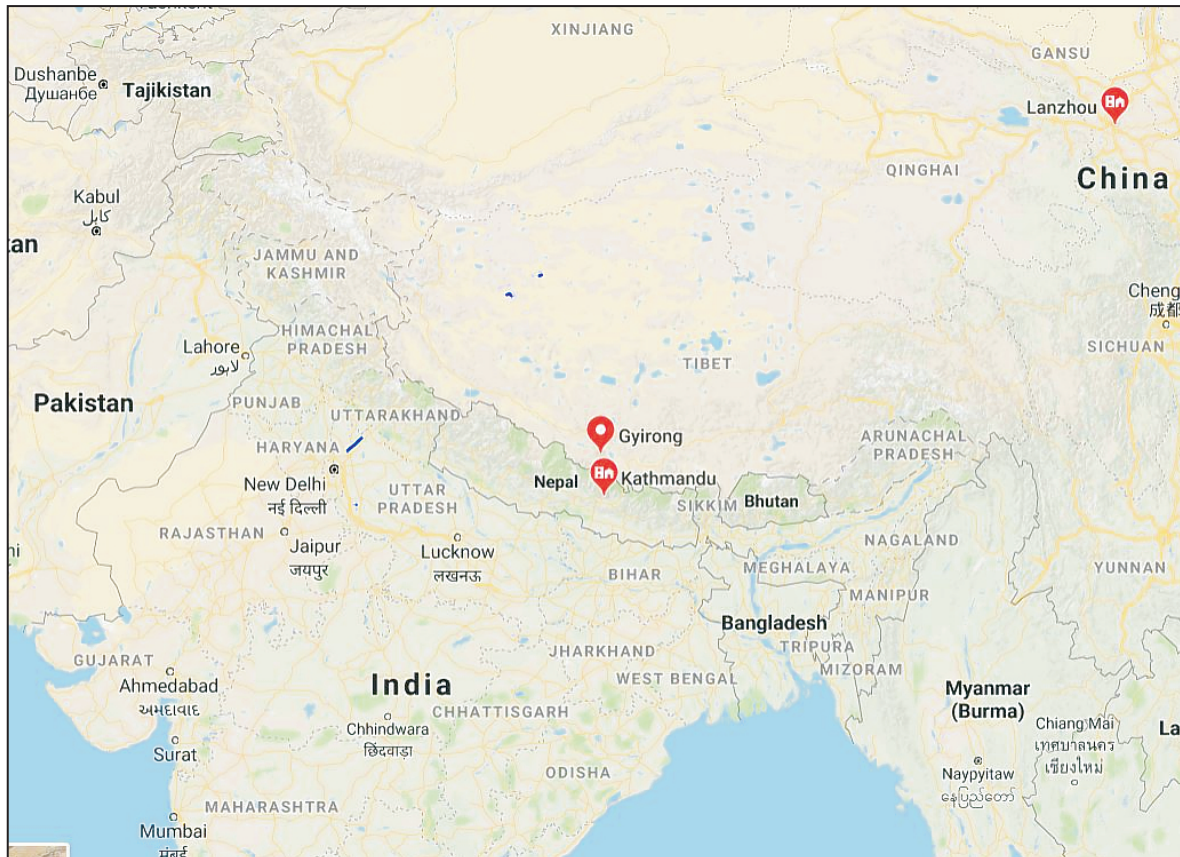 XINJIANG
GANSU
Dushanbe
Душанбе
Tajikistan
Lanzhou
QINGHAI
China
Kabul
کابل
tan
JAMMU AND
KASHMIR
Cheng
成都
HIMACHAL
PRADESH
Lahore
لاہور
TIBET
SICHUAN
Pakistan
PUNJAB
UTTARAKHAND
Gyirong
HARYANA
ARUNACHAL
PRADESH
Nepal
Kathmandu
New Delhi
नई दिल्ली
UTTAR
PRADESH
SIKKIM
Bhutan
RAJASTHAN
NAGALAND
Jaipur
जयपुर
Lucknow
लखनऊ
BIHAR
MEGHALAYA
YUNNAN
MANIPUR
Bangladesh
TRIPURA
MIZORAM
GUJARAT
JHARKHAND
WEST BENGAL
Ahmedabad
અમદાવાદ
India
CHHATTISGARH
Myanmar
(Burma)
Chhindwara
छिंदवाड़ा
Chiang Mai
เทศบาลนคร
เชียงใหม่
La
Surat
ODISHA
Naypyitaw
နေပြည်တော်
MAHARASHTRA
Mumbai
मुंबई